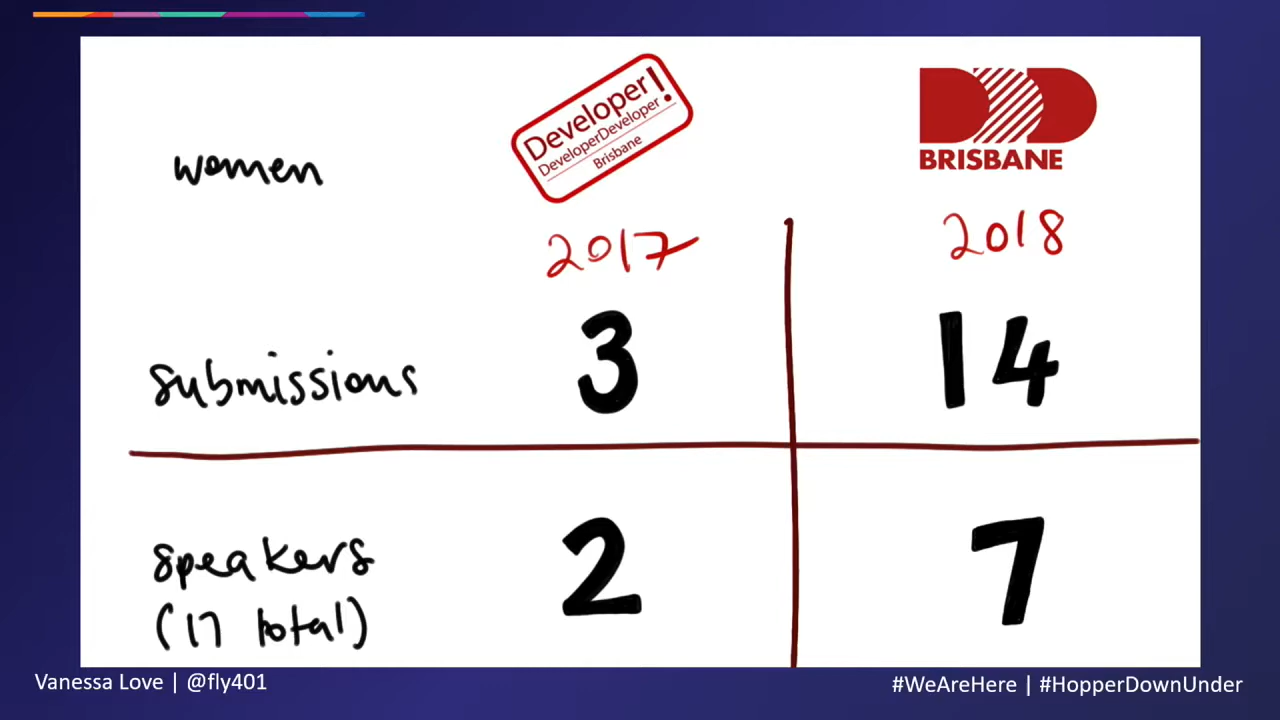 Developer!
DeveloperDeveloper!
Brisbane
DDD
BRISBANE
women
2017
2018
submissions
3
14
speakers
(17 total)
2
7
Vanessa Love | @fly401
#WeAreHere | #HopperDownUnder